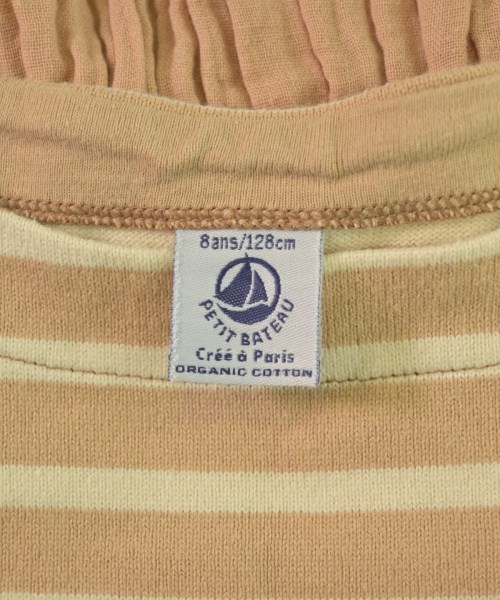 8ans/128cm
PETIT BATEAU
Créé à Paris
ORGANIC COTTON